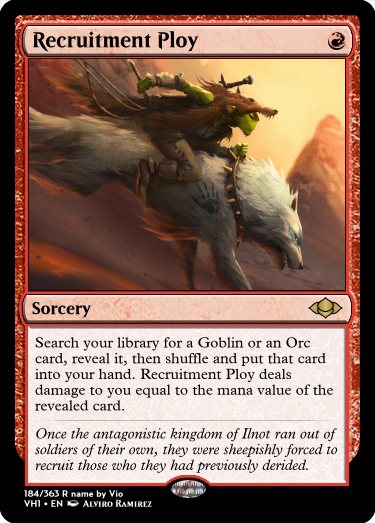 Recruitment Ploy
Sorcery
Search your library for a Goblin or an Orc
card, reveal it, then shuffle and put that card
into your hand. Recruitment Ploy deals
damage to you equal to the mana value of the
revealed card.
Once the antagonistic kingdom of Ilnot ran out of
soldiers of their own, they were sheepishly forced to
recruit those who they had previously derided.
184/363 R name by Vio
VH1 • EN Alviro Ramirez